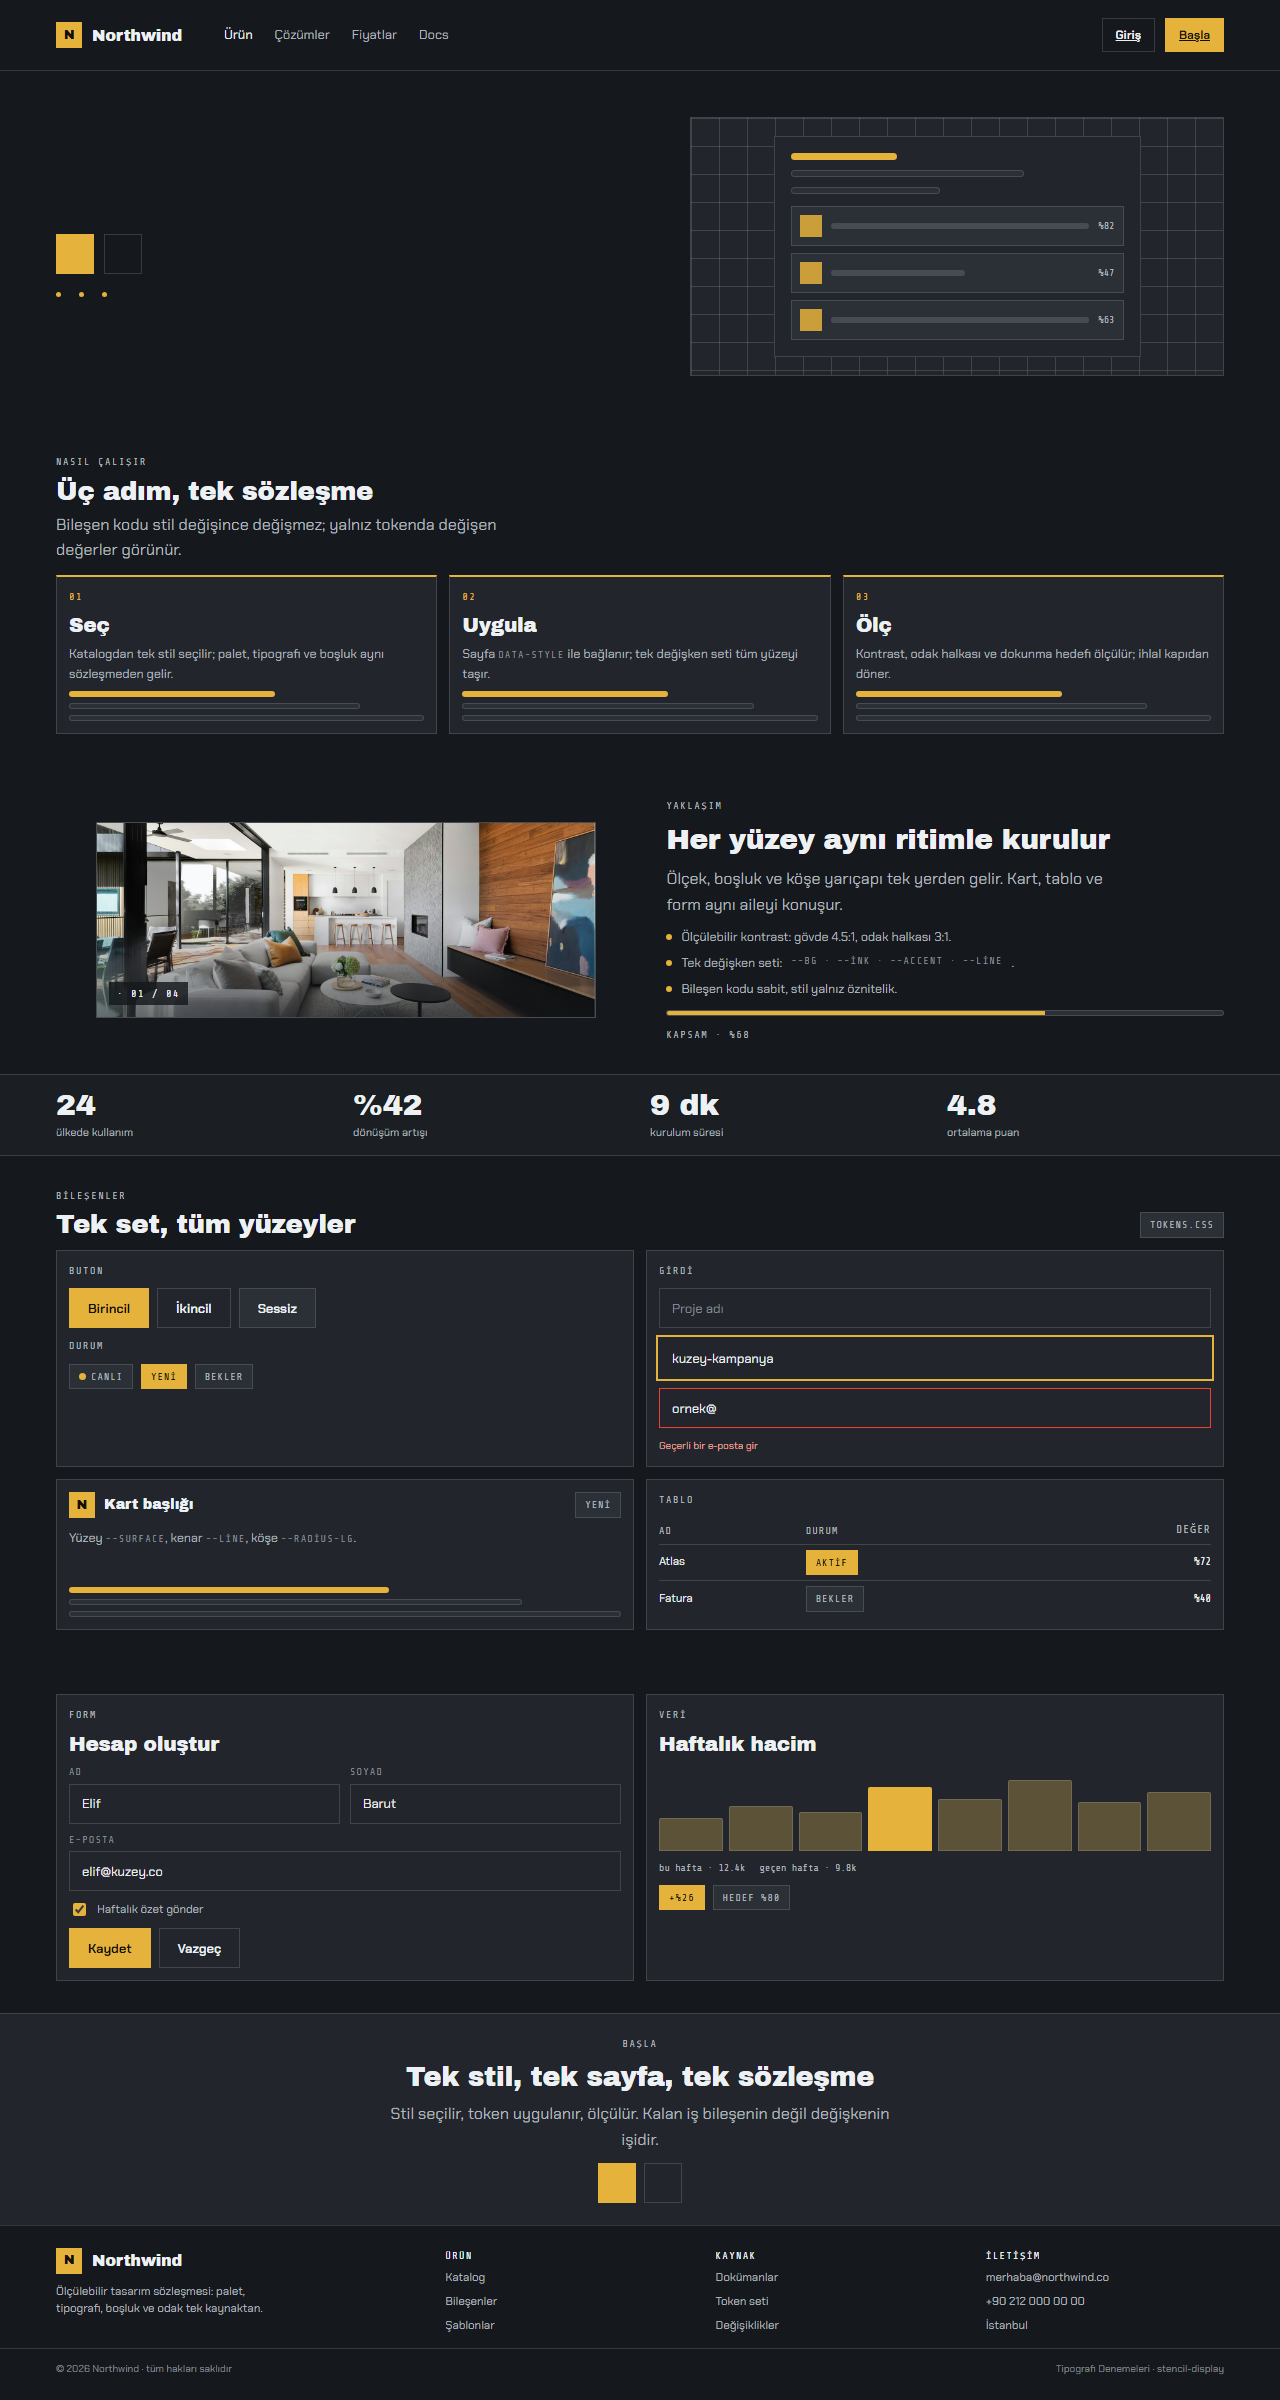 N Northwind Ürün Çözümler Fiyatlar Docs Giriş Başla
%82
%47
%63
NASIL ÇALIŞIR
Üç adım, tek sözleşme
Bileşen kodu stil değişince değişmez; yalnız tokenda değişen
değerler görünür.
01
Seç
Katalogdan tek stil seçilir; palet, tipografi ve boşluk aynı
sözleşmeden gelir.
02
Uygula
Sayfa DATA-STYLE ile bağlanır; tek değişken seti tüm yüzeyi
taşır.
03
Ölç
Kontrast, odak halkası ve dokunma hedefi ölçülür; ihlal kapıdan
döner.
· 01 / 04
YAKLAŞIM
Her yüzey aynı ritimle kurulur
Ölçek, boşluk ve köşe yarıçapı tek yerden gelir. Kart, tablo ve
form aynı aileyi konuşur.
Ölçülebilir kontrast: gövde 4.5:1, odak halkası 3:1.
Tek değişken seti: --BG · --İNK · --ACCENT · --LİNE .
Bileşen kodu sabit, stil yalnız öznitelik.
KAPSAM · %68
24
ülkede kullanım
%42
dönüşüm artışı
9 dk
kurulum süresi
4.8
ortalama puan
BİLEŞENLER
Tek set, tüm yüzeyler
TOKENS.CSS
BUTON
Birincil İkincil Sessiz
DURUM
CANLI YENİ BEKLER
GİRDİ
Proje adı
kuzey-kampanya
ornek@
Geçerli bir e-posta gir
N Kart başlığı YENİ
Yüzey --SURFACE, kenar --LİNE, köşe --RADİUS-LG.
TABLO
AD DURUM DEĞER
Atlas AKTİF %72
Fatura BEKLER %40
FORM
Hesap oluştur
AD SOYAD
Elif Barut
E-POSTA
elif@kuzey.co
Haftalık özet gönder
Kaydet Vazgeç
VERİ
Haftalık hacim
bu hafta · 12.4k geçen hafta · 9.8k
+%26 HEDEF %80
BAŞLA
Tek stil, tek sayfa, tek sözleşme
Stil seçilir, token uygulanır, ölçülür. Kalan iş bileşenin değil değişkenin
işidir.
N Northwind
Ölçülebilir tasarım sözleşmesi: palet,
tipografi, boşluk ve odak tek kaynaktan.
ÜRÜN
Katalog
Bileşenler
Şablonlar
KAYNAK
Dokümanlar
Token seti
Değişiklikler
İLETİŞİM
merhaba@northwind.co
+90 212 000 00 00
İstanbul
© 2026 Northwind · tüm hakları saklıdır
Tipografi Denemeleri · stencil-display